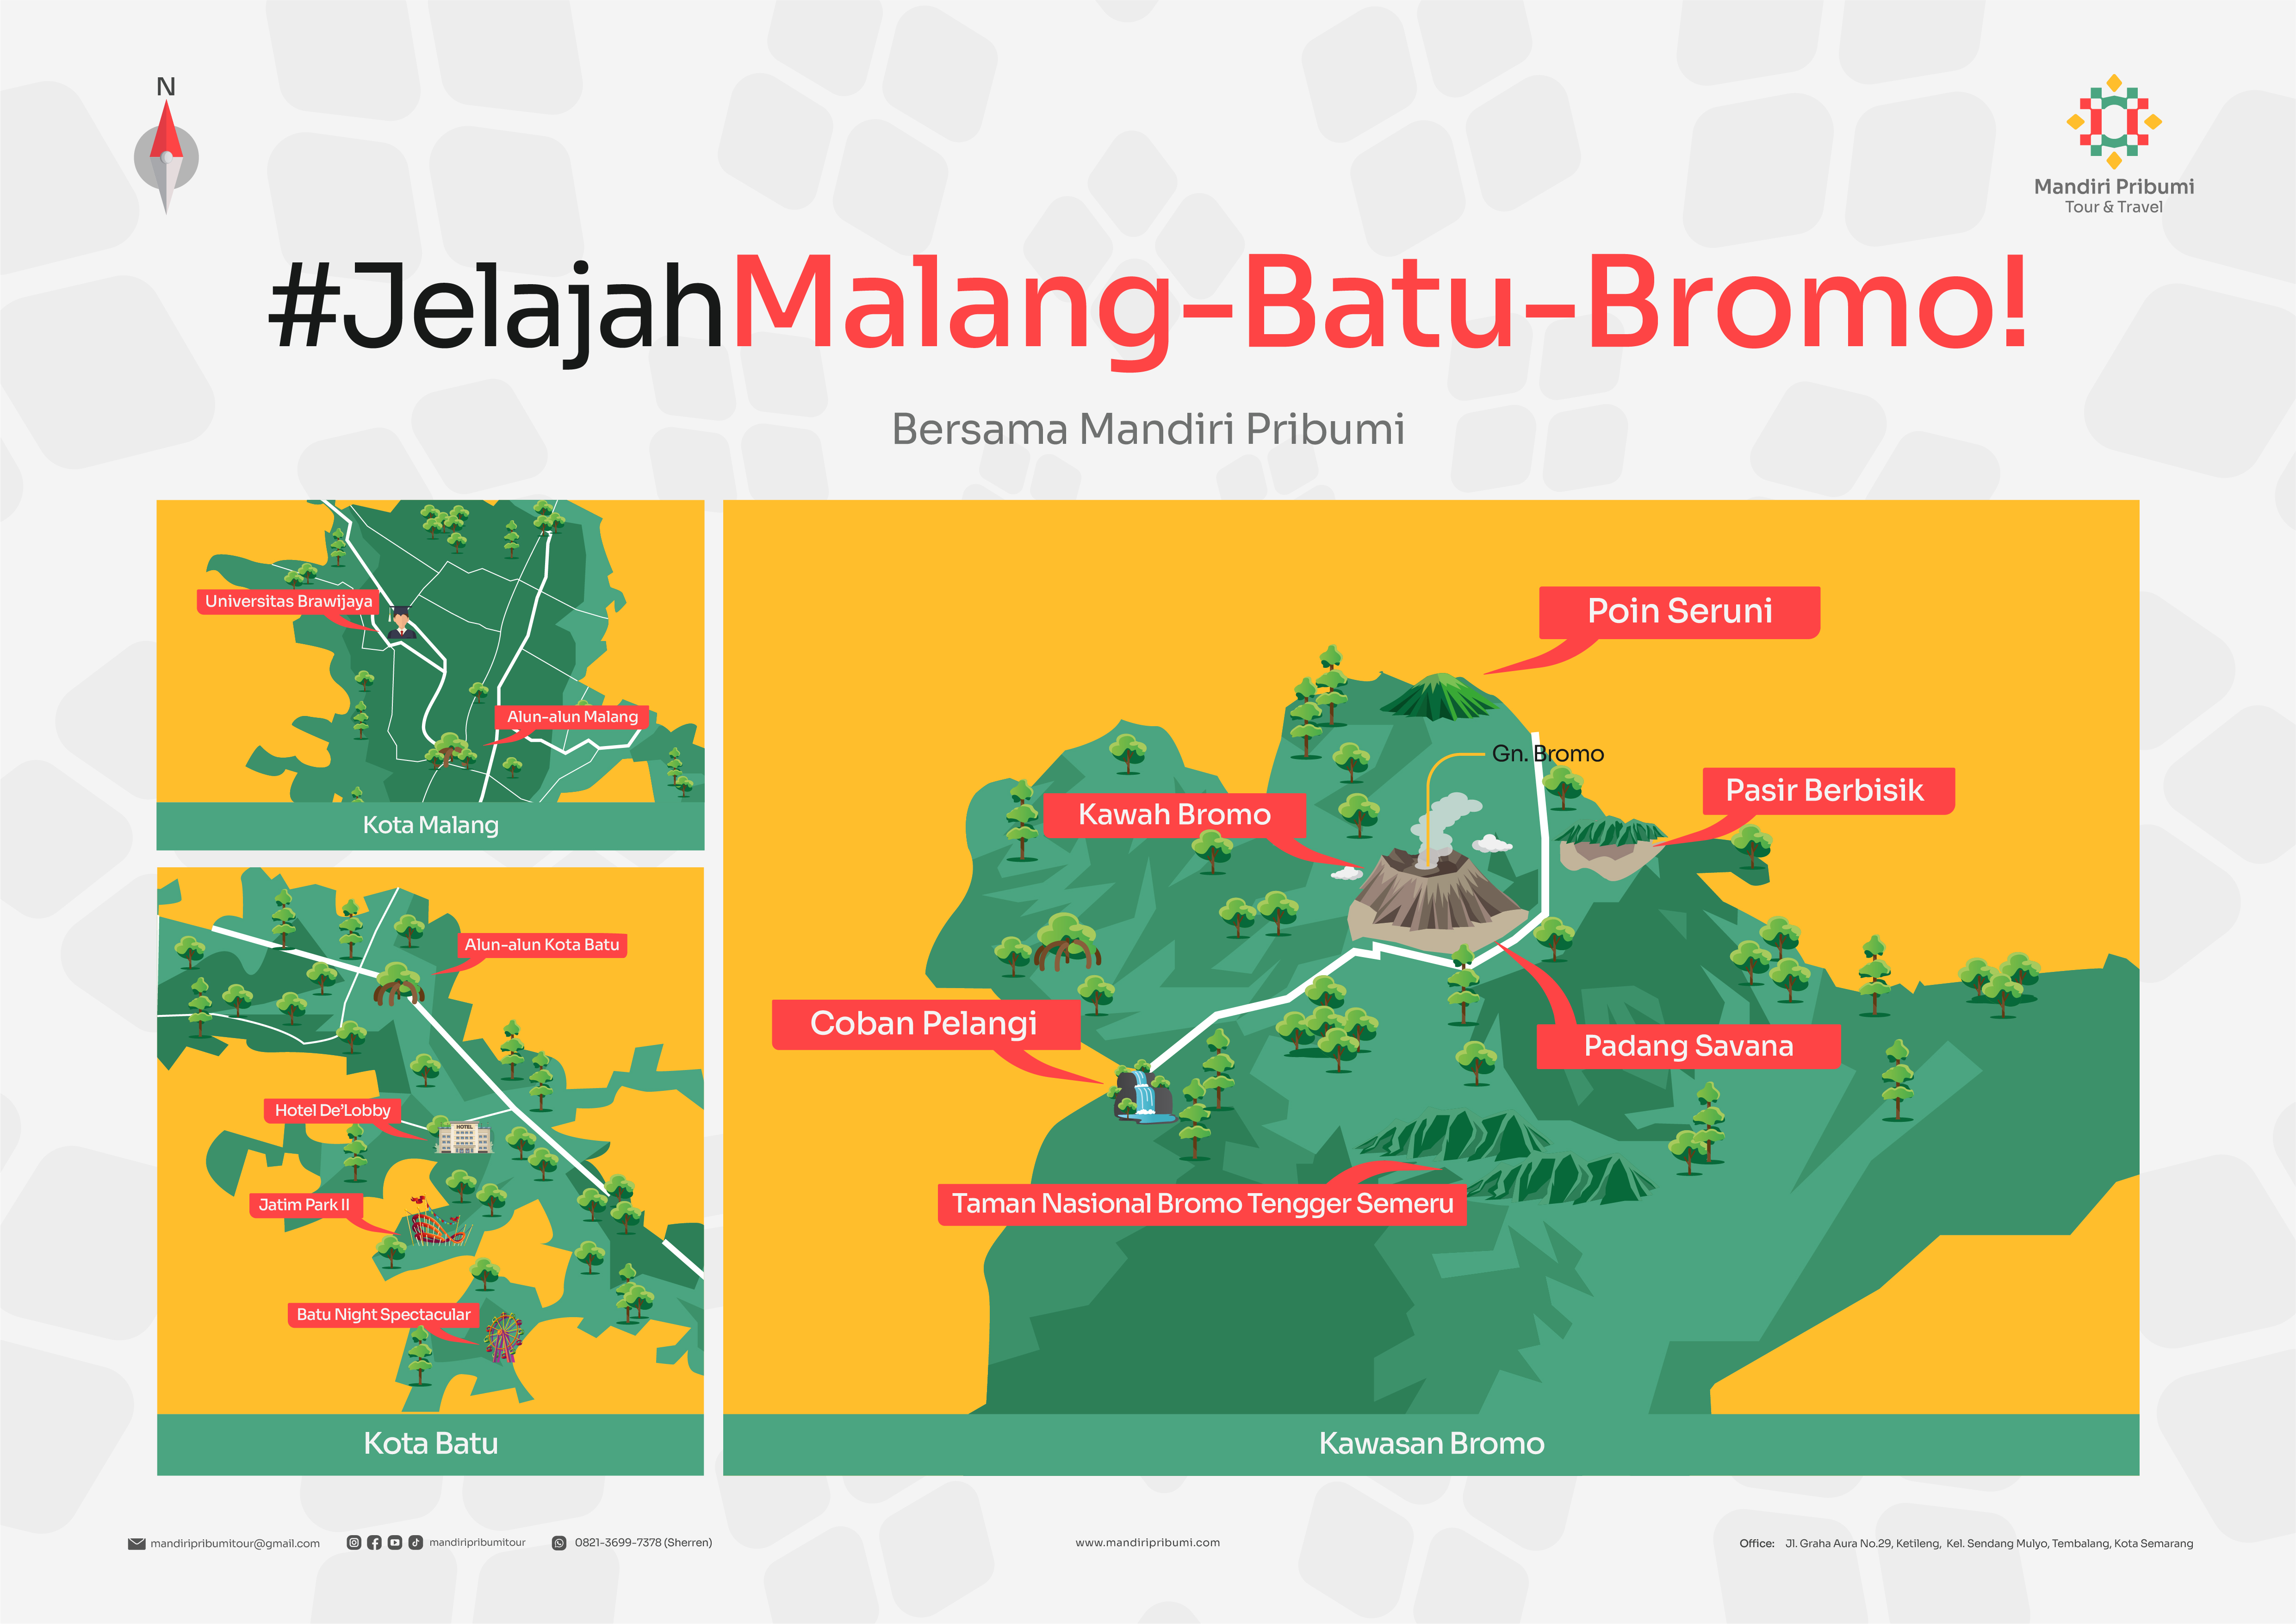 N
Mandiri Pribumi
Tour & Travel
#JelajahMalang-Batu-Bromo!
Bersama Mandiri Pribumi
Universitas Brawijaya
Alun-alun Malang
Kota Malang
Alun-alun Kota Batu
Hotel De'Lobby
HOTEL
Jatim Park II
Batu Night Spectacular
Kota Batu
Poin Seruni
Gn. Bromo
Pasir Berbisik
Kawah Bromo
Coban Pelangi
Padang Savana
Taman Nasional Bromo Tengger Semeru
Kawasan Bromo
mandiripribumitour@gmail.com
mandiripribumitour
0821-3699-7378 (Sherren)
www.mandiripribumi.com
Office: Jl. Graha Aura No.29, Ketileng, Kel. Sendang Mulyo, Tembalang, Kota Semarang